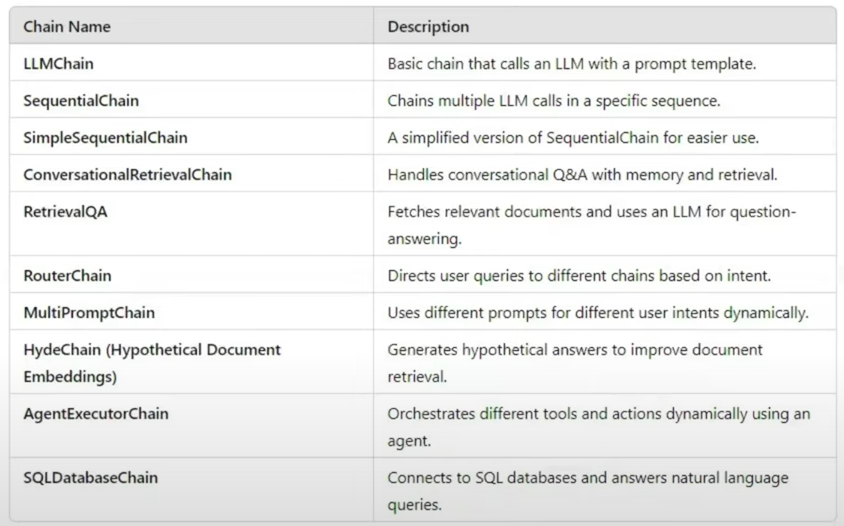 Chain Name Description
LLMChain Basic chain that calls an LLM with a prompt template.
SequentialChain Chains multiple LLM calls in a specific sequence.
SimpleSequentialChain A simplified version of SequentialChain for easier use.
ConversationalRetrievalChain Handles conversational Q&A with memory and retrieval.
RetrievalQA Fetches relevant documents and uses an LLM for question-
answering.
RouterChain Directs user queries to different chains based on intent.
MultiPromptChain Uses different prompts for different user intents dynamically.
HydeChain (Hypothetical Document Generates hypothetical answers to improve document
Embeddings) retrieval.
AgentExecutorChain Orchestrates different tools and actions dynamically using an
agent.
SQLDatabaseChain Connects to SQL databases and answers natural language
queries.